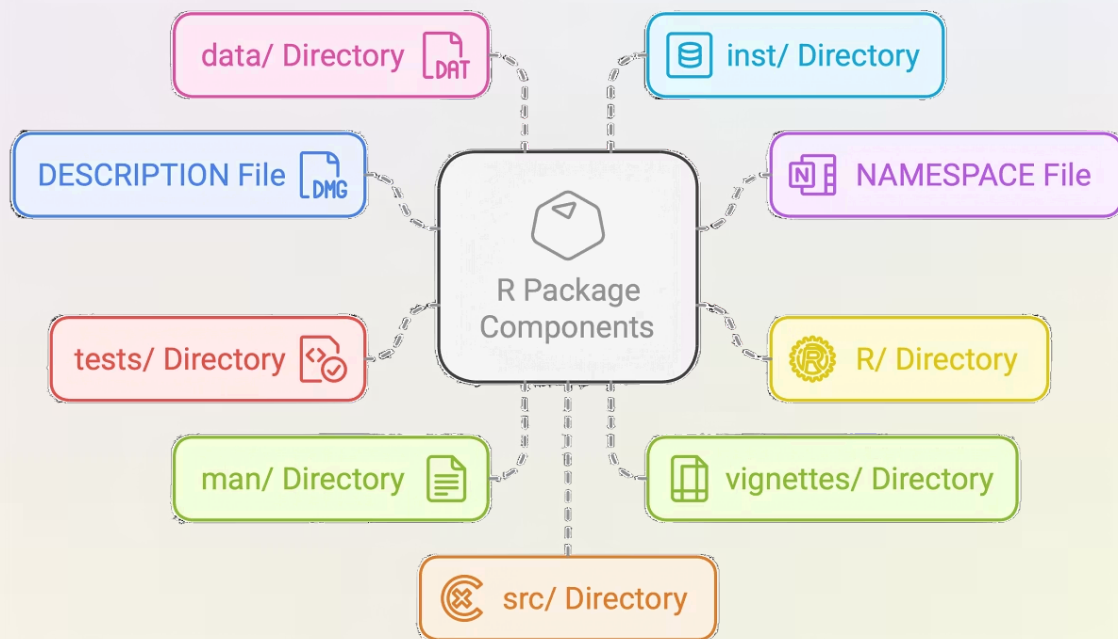 data/ Directory
DAT
inst/ Directory
DESCRIPTION File
DMG
N
NAMESPACE File
R Package
Components
tests/ Directory
R
R/ Directory
man/ Directory
vignettes/ Directory
src/ Directory